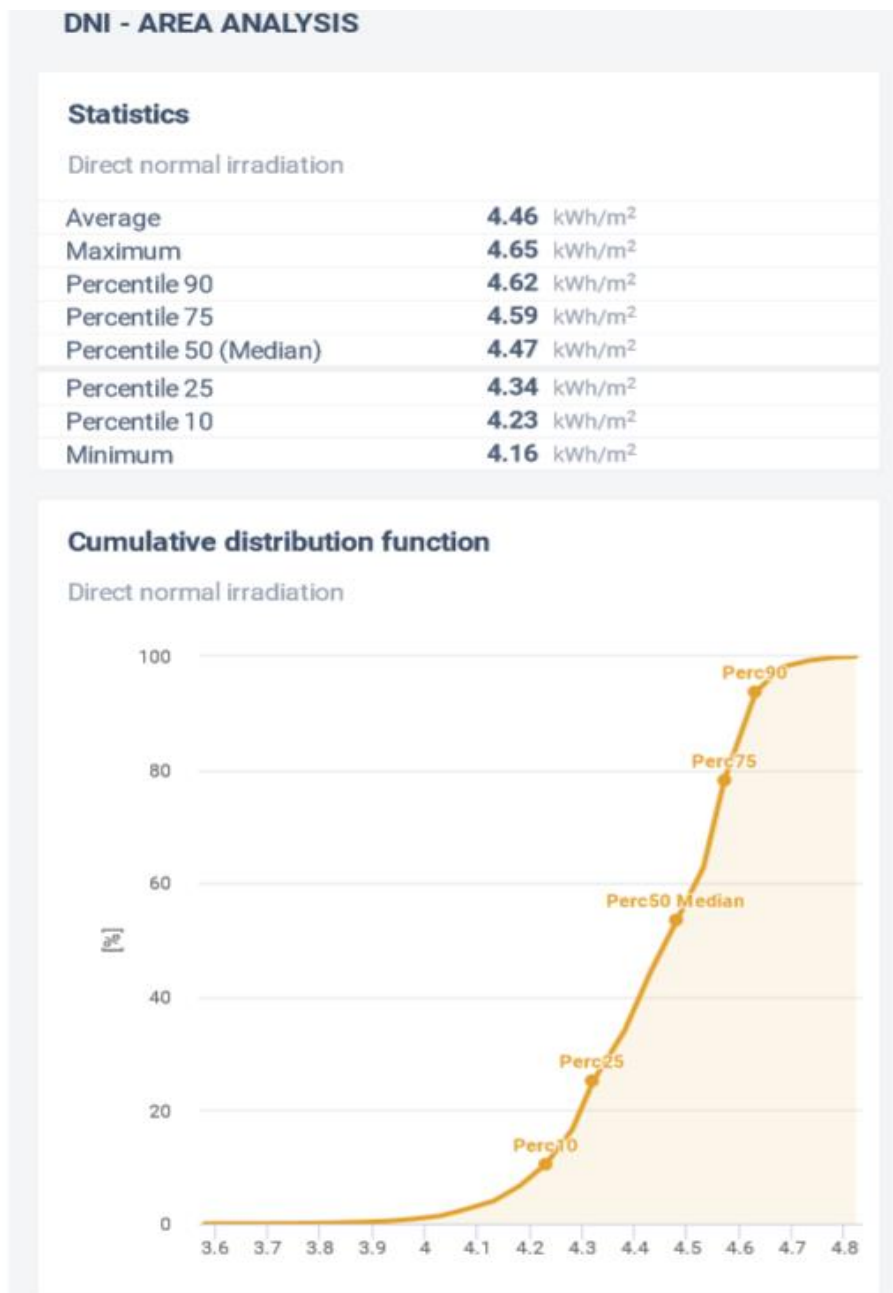 DNI - AREA ANALYSIS
Statistics
Direct normal irradiation
Average 4.46 kWh/m²
Maximum 4.65 kWh/m²
Percentile 90 4.62 kWh/m²
Percentile 75 4.59 kWh/m²
Percentile 50 (Median) 4.47 kWh/m²
Percentile 25 4.34 kWh/m²
Percentile 10 4.23 kWh/m²
Minimum 4.16 kWh/m²
Cumulative distribution function
Direct normal irradiation
100
Perc90
80
Perc75
60
Perc50 Median
[%]
40
Perc25
20
Perc10
0
3.6 3.7 3.8 3.9 4 4.1 4.2 4.3 4.4 4.5 4.6 4.7 4.8